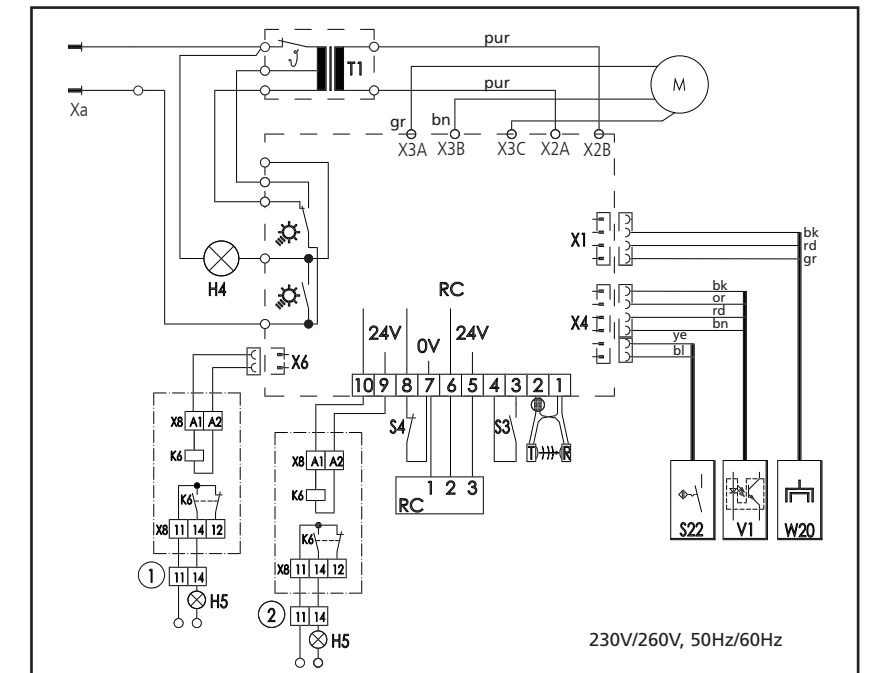 pur
T1
M
Xa
pur
gr bn
X3A X3B X3C X2A X2B
X1
bk
rd
gr
H4
RC
bk
or
X4
rd
bn
24V 0V 24V
ye
bl
X6
10 9 8 7 6 5 4 3 2 1
X8 A1 A2
S4
S3
K6
T R
X8 A1 A2
K6
1 2 3
RC
K6
S22 V1 W20
X8 11 14 12
K6
X8 11 14 12
1 11 14
H5
2 11 14
H5
230V/260V, 50Hz/60Hz